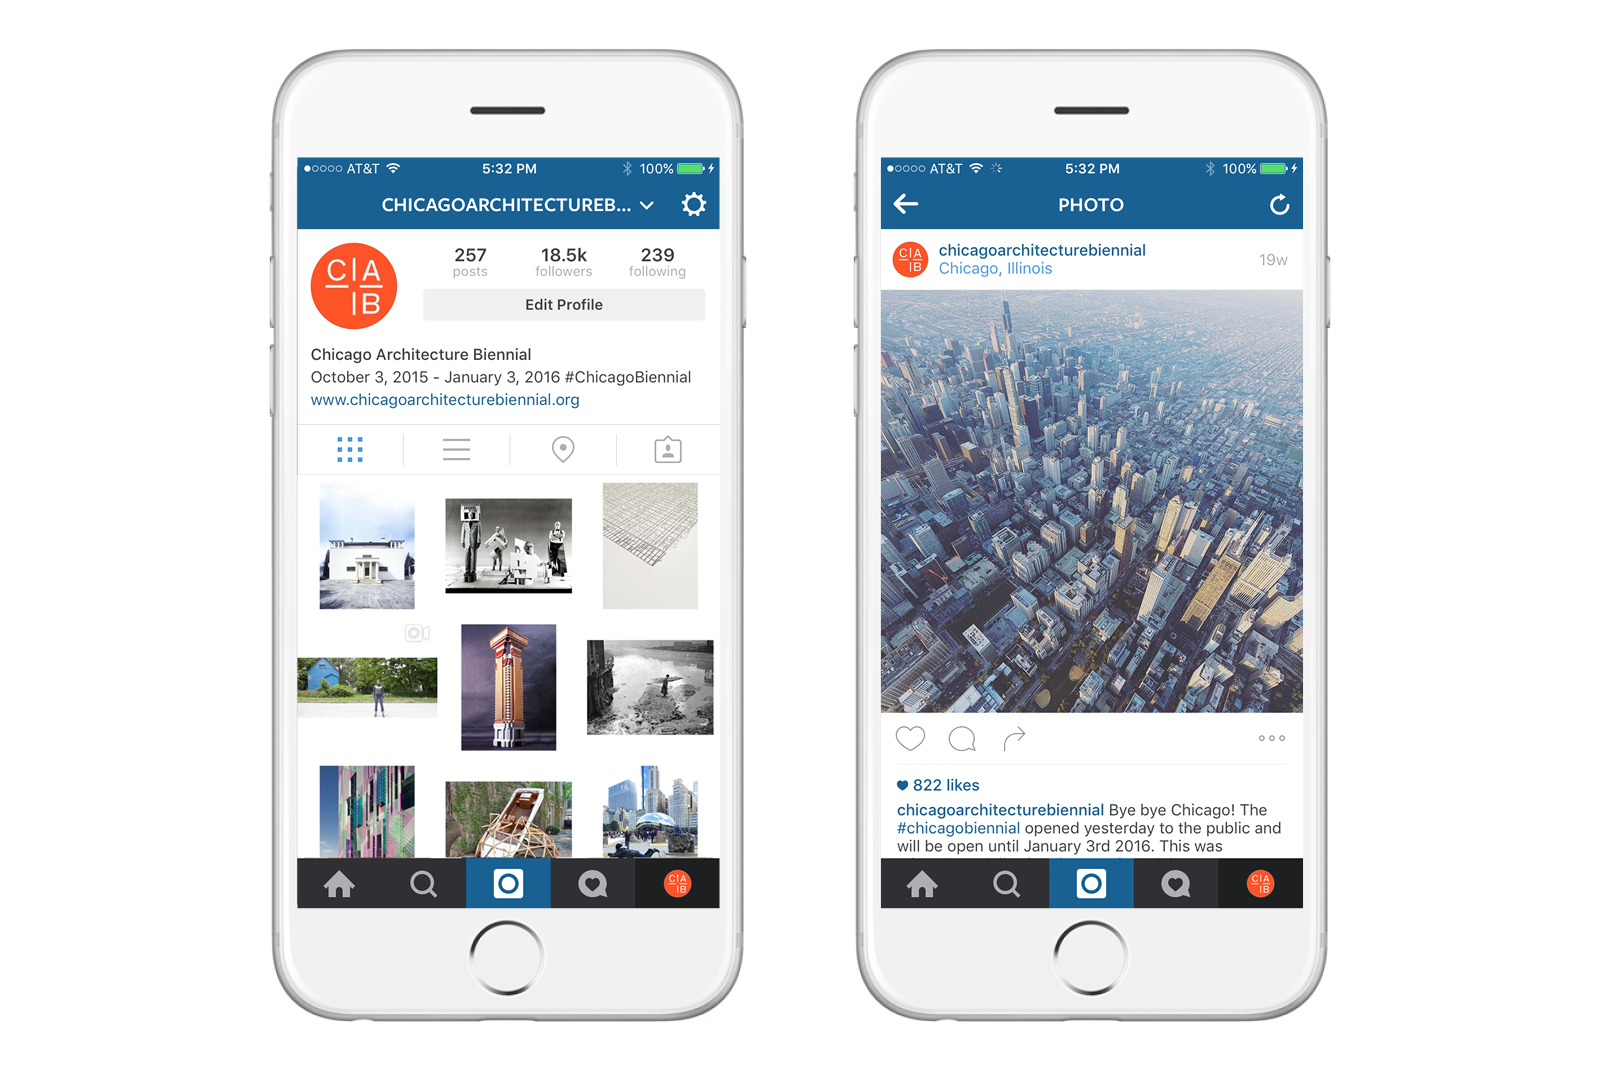 AT&T
5:32 PM
100%
CHICAGOARCHITECTUREB...
C|A
|B
257
posts
18.5k
followers
239
following
Edit Profile
Chicago Architecture Biennial
October 3, 2015 - January 3, 2016 #ChicagoBiennial
www.chicagoarchitecturebiennial.org
C|A
|B
AT&T
5:32 PM
100%
PHOTO
C|A
|B
chicagoarchitecturebiennial
Chicago, Illinois
19w
822 likes
chicagoarchitecturebiennial Bye bye Chicago! The
#chicagobiennial opened yesterday to the public and
will be open until January 3rd 2016. This was
C|A
|B